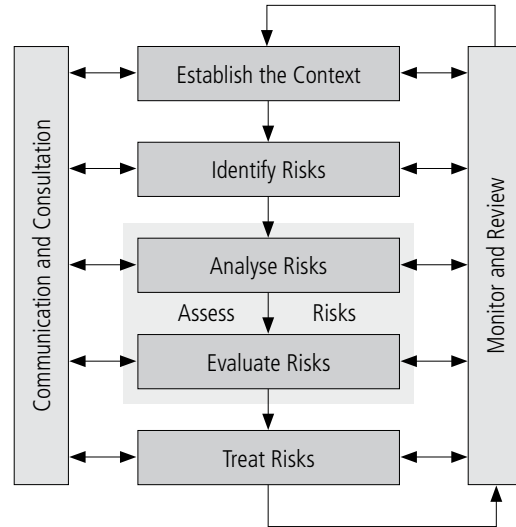 Establish the Context
Identify Risks
Analyse Risks
Assess Risks
Evaluate Risks
Treat Risks
Communication and Consultation
Monitor and Review